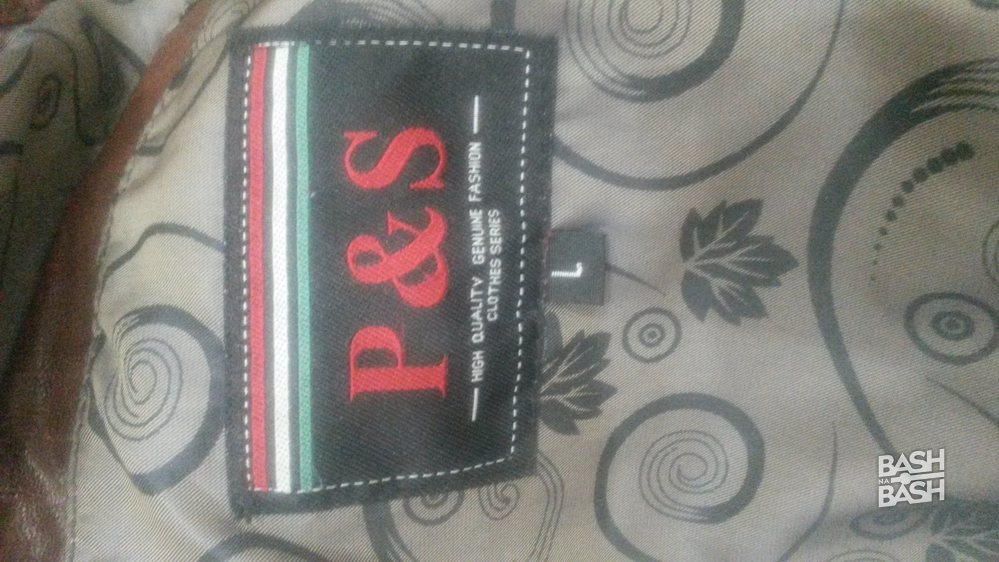 P&S
HIGH QUALITY GENUINE FASHION
CLOTHES SERIES
L
BASH
NA
BASH